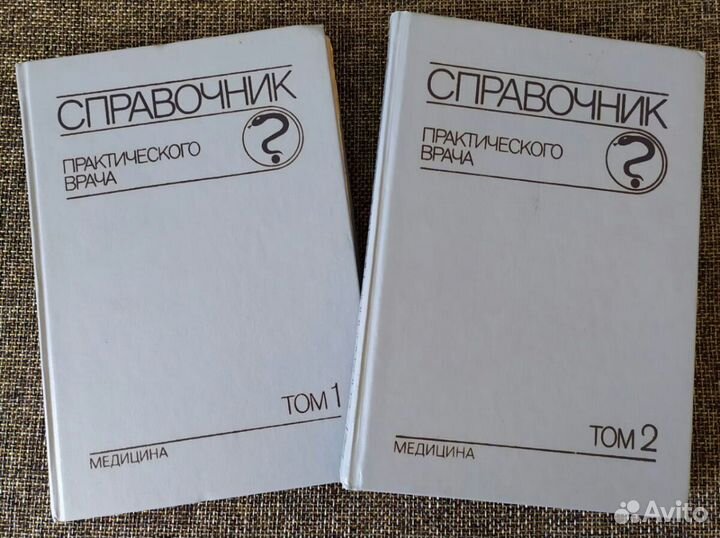 СПРАВОЧНИК
ПРАКТИЧЕСКОГО
ВРАЧА
ТОМ 1
МЕДИЦИНА
СПРАВОЧНИК
ПРАКТИЧЕСКОГО
ВРАЧА
ТОМ 2
МЕДИЦИНА
Avito